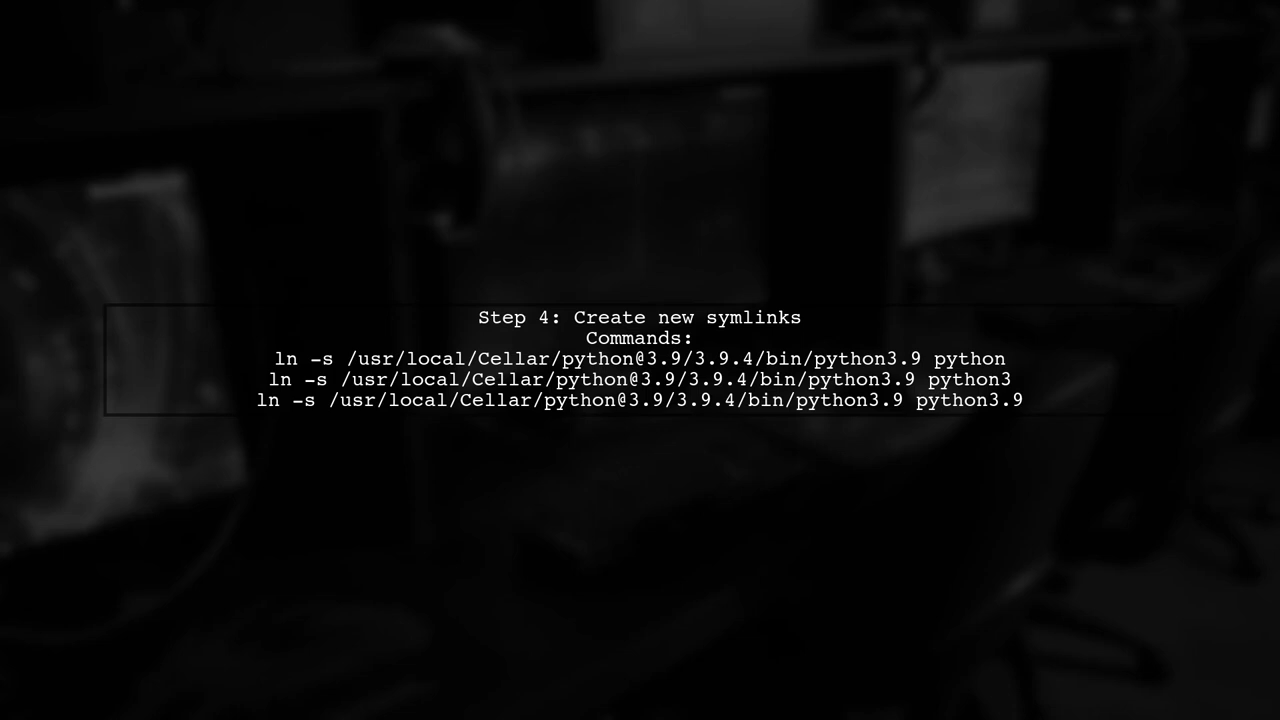 Step 4: Create new symlinks
Commands:
ln -s /usr/local/Cellar/python@3.9/3.9.4/bin/python3.9 python
ln -s /usr/local/Cellar/python@3.9/3.9.4/bin/python3.9 python3
ln -s /usr/local/Cellar/python@3.9/3.9.4/bin/python3.9 python3.9